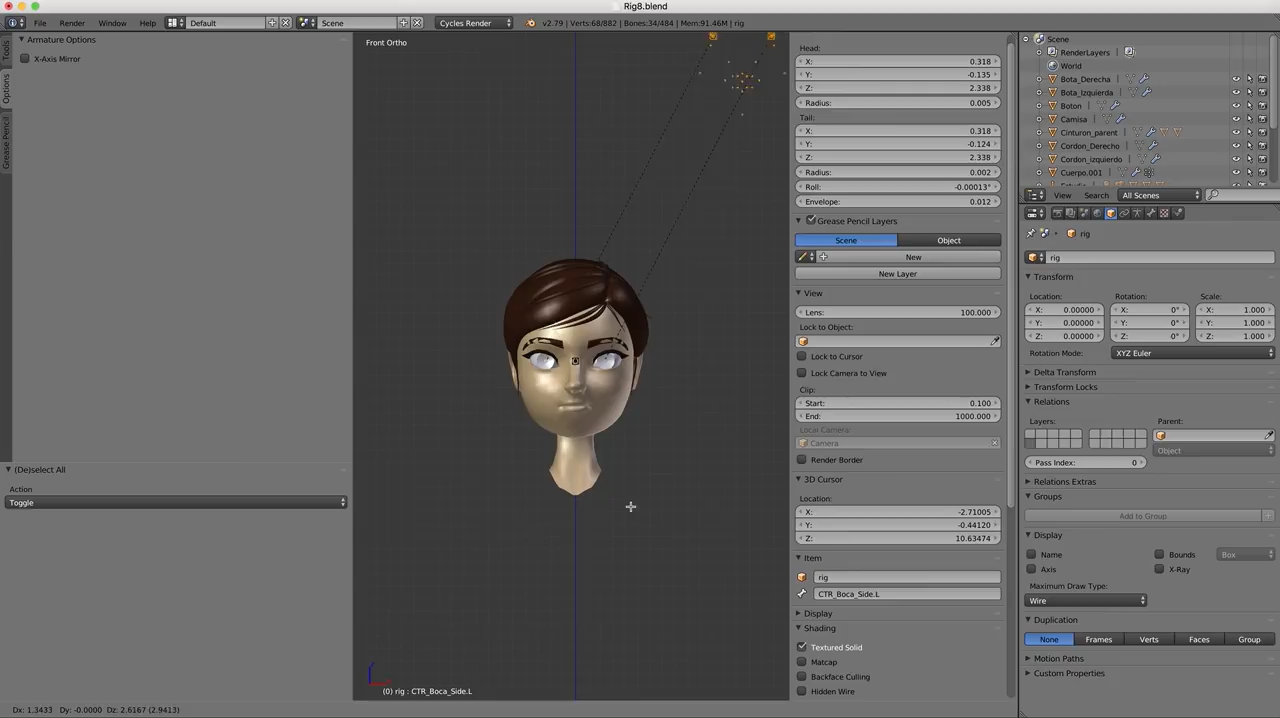 Rig8.blend
File Render Window Help Default Scene Cycles Render v2.79 | Verts:68/882 | Bones:34/484 | Mem:91.46M | rig
Tools
Options
Grease Pencil
Armature Options
X-Axis Mirror
(De)select All
Action
Toggle
Dx: 1.3433 Dy: -0.0000 Dz: 2.6167 (2.9413)
Front Ortho
(0) rig : CTR_Boca_Side.L
Head:
X: 0.318
Y: -0.135
Z: 2.338
Radius: 0.005
Tail:
X: 0.318
Y: -0.124
Z: 2.338
Radius: 0.002
Roll: -0.00013°
Envelope: 0.012
Grease Pencil Layers
Scene Object
New
New Layer
View
Lens: 100.000
Lock to Object:
Lock to Cursor
Lock Camera to View
Clip:
Start: 0.100
End: 1000.000
Local Camera:
Camera
Render Border
3D Cursor
Location:
X: -2.71005
Y: -0.44120
Z: 10.63474
Item
rig
CTR_Boca_Side.L
Display
Shading
Textured Solid
Matcap
Backface Culling
Hidden Wire
Scene
RenderLayers
World
Bota_Derecha
Bota_Izquierda
Boton
Camisa
Cinturon_parent
Cordon_Derecho
Cordon_izquierdo
Cuerpo.001
View Search All Scenes
rig
rig
Transform
Location: Rotation: Scale:
X: 0.00000 X: 0° X: 1.000
Y: 0.00000 Y: 0° Y: 1.000
Z: 0.00000 Z: 0° Z: 1.000
Rotation Mode: XYZ Euler
Delta Transform
Transform Locks
Relations
Layers: Parent:
Object
Pass Index: 0
Relations Extras
Groups
Add to Group
Display
Name Bounds Box
Axis X-Ray
Maximum Draw Type:
Wire
Duplication
None Frames Verts Faces Group
Motion Paths
Custom Properties